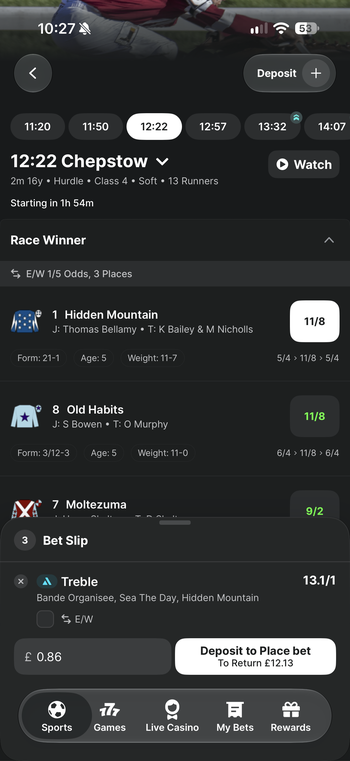 10:27
53
Deposit +
11:20 11:50 12:22 12:57 13:32 14:07
12:22 Chepstow
Watch
2m 16y • Hurdle • Class 4 • Soft • 13 Runners
Starting in 1h 54m
Race Winner
E/W 1/5 Odds, 3 Places
1 Hidden Mountain
11/8
J: Thomas Bellamy • T: K Bailey & M Nicholls
Form: 21-1 Age: 5 Weight: 11-7 5/4 › 11/8 › 5/4
8 Old Habits
11/8
J: S Bowen • T: O Murphy
Form: 3/12-3 Age: 5 Weight: 11-0 6/4 › 11/8 › 6/4
7 Moltezuma
9/2
3 Bet Slip
Treble 13.1/1
Bande Organisee, Sea The Day, Hidden Mountain
E/W
£ 0.86
Deposit to Place bet
To Return £12.13
Sports Games Live Casino My Bets Rewards